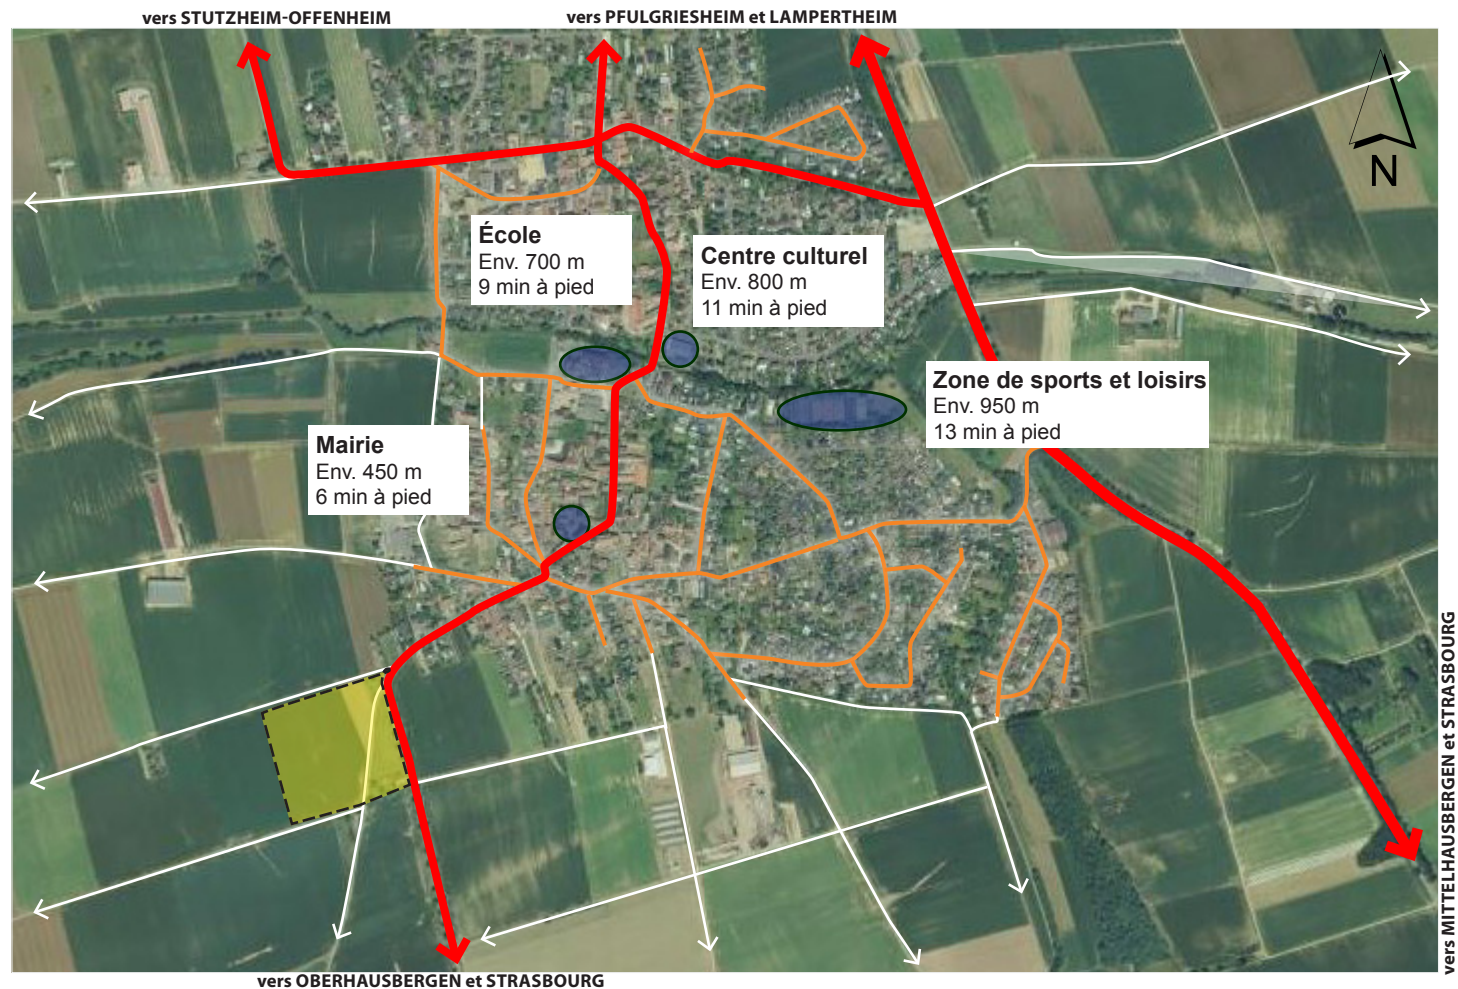 vers STUTZHEIM-OFFENHEIM
vers PFULGRIESHEIM et LAMPERTHEIM
N
École
Env. 700 m
9 min à pied
Centre culturel
Env. 800 m
11 min à pied
Zone de sports et loisirs
Env. 950 m
13 min à pied
Mairie
Env. 450 m
6 min à pied
vers MITTELHAUSBERGEN et STRASBOURG
vers OBERHAUSBERGEN et STRASBOURG